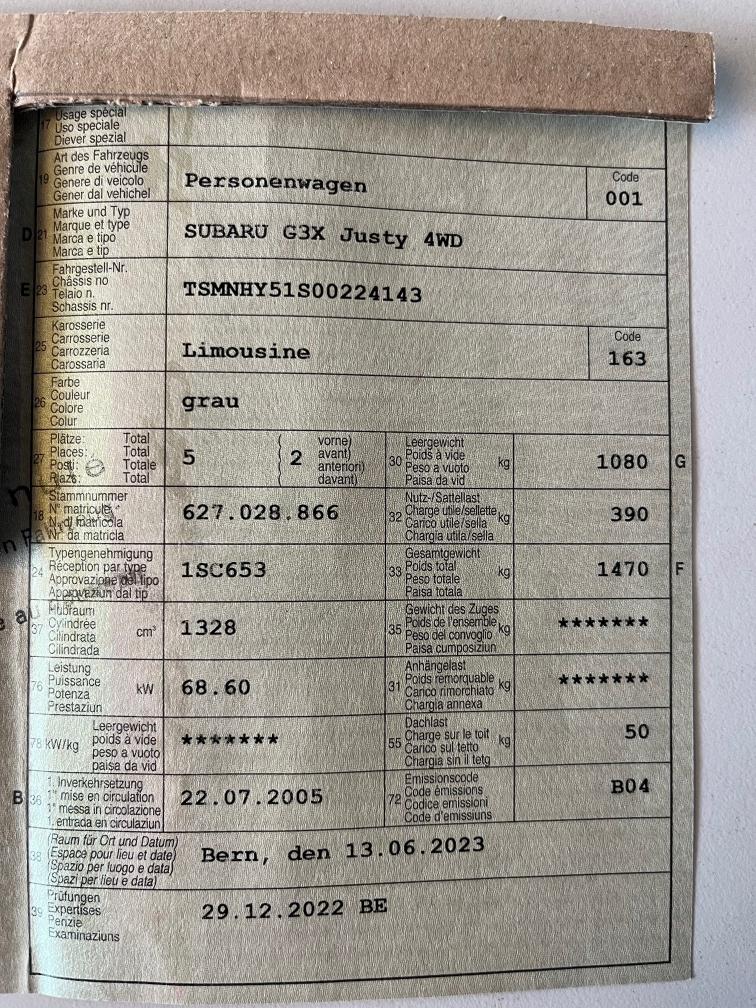 17 Usage spécial
Uso speciale
Diever spezial
19 Art des Fahrzeugs
Genre de véhicule
Genere di veicolo
Gener dal vehichel
Personenwagen
Code
001
D 21 Marke und Typ
Marque et type
Marca e tipo
Marca e tip
SUBARU G3X Justy 4WD
E 23 Fahrgestell-Nr.
Châssis no
Telaio n.
Schassis nr.
TSMNHY51S00224143
25 Karosserie
Carrosserie
Carrozzeria
Carossaria
Limousine
Code
163
26 Farbe
Couleur
Colore
Colur
grau
27 Plätze: Total
Places: Total
Posti: Totale
Plazs: Total
5
2
vorne)
avant)
anteriori)
davant)
30 Leergewicht
Poids à vide
Peso a vuoto
Paisa da vid
kg
1080 G
18 Stammnummer
N° matricule
N. di matricola
Nr. da matricla
627.028.866
32 Nutz-/Sattellast
Charge utile/sellette
Carico utile/sella
Chargia utila/sella
kg
390
24 Typengenehmigung
Réception par type
Approvazione del tipo
Approvaziun dal tip
1SC653
33 Gesamtgewicht
Poids total
Peso totale
Paisa totala
kg
1470 F
37 Hubraum
Cylindrée
Cilindrata
Cilindrada
cm³
1328
35 Gewicht des Zuges
Poids de l'ensemble
Peso del convoglio
Paisa cumposiziun
kg
*******
76 Leistung
Puissance
Potenza
Prestaziun
kW
68.60
31 Anhängelast
Poids remorquable
Carico rimorchiato
Chargia annexa
kg
*******
78 kW/kg
Leergewicht
poids à vide
peso a vuoto
paisa da vid
*******
55 Dachlast
Charge sur le toit
Carico sul tetto
Chargia sin il tetg
kg
50
B 36 1. Inverkehrsetzung
1re mise en circulation
1a messa in circolazione
1. entrada en circulaziun
22.07.2005
72 Emissionscode
Code émissions
Codice emissioni
Code d'emissiuns
B04
38 (Raum für Ort und Datum)
(Espace pour lieu et date)
(Spazio per luogo e data)
(Spazi per lieu e data)
Bern, den 13.06.2023
39 Prüfungen
Expertises
Perizie
Examinaziuns
29.12.2022 BE